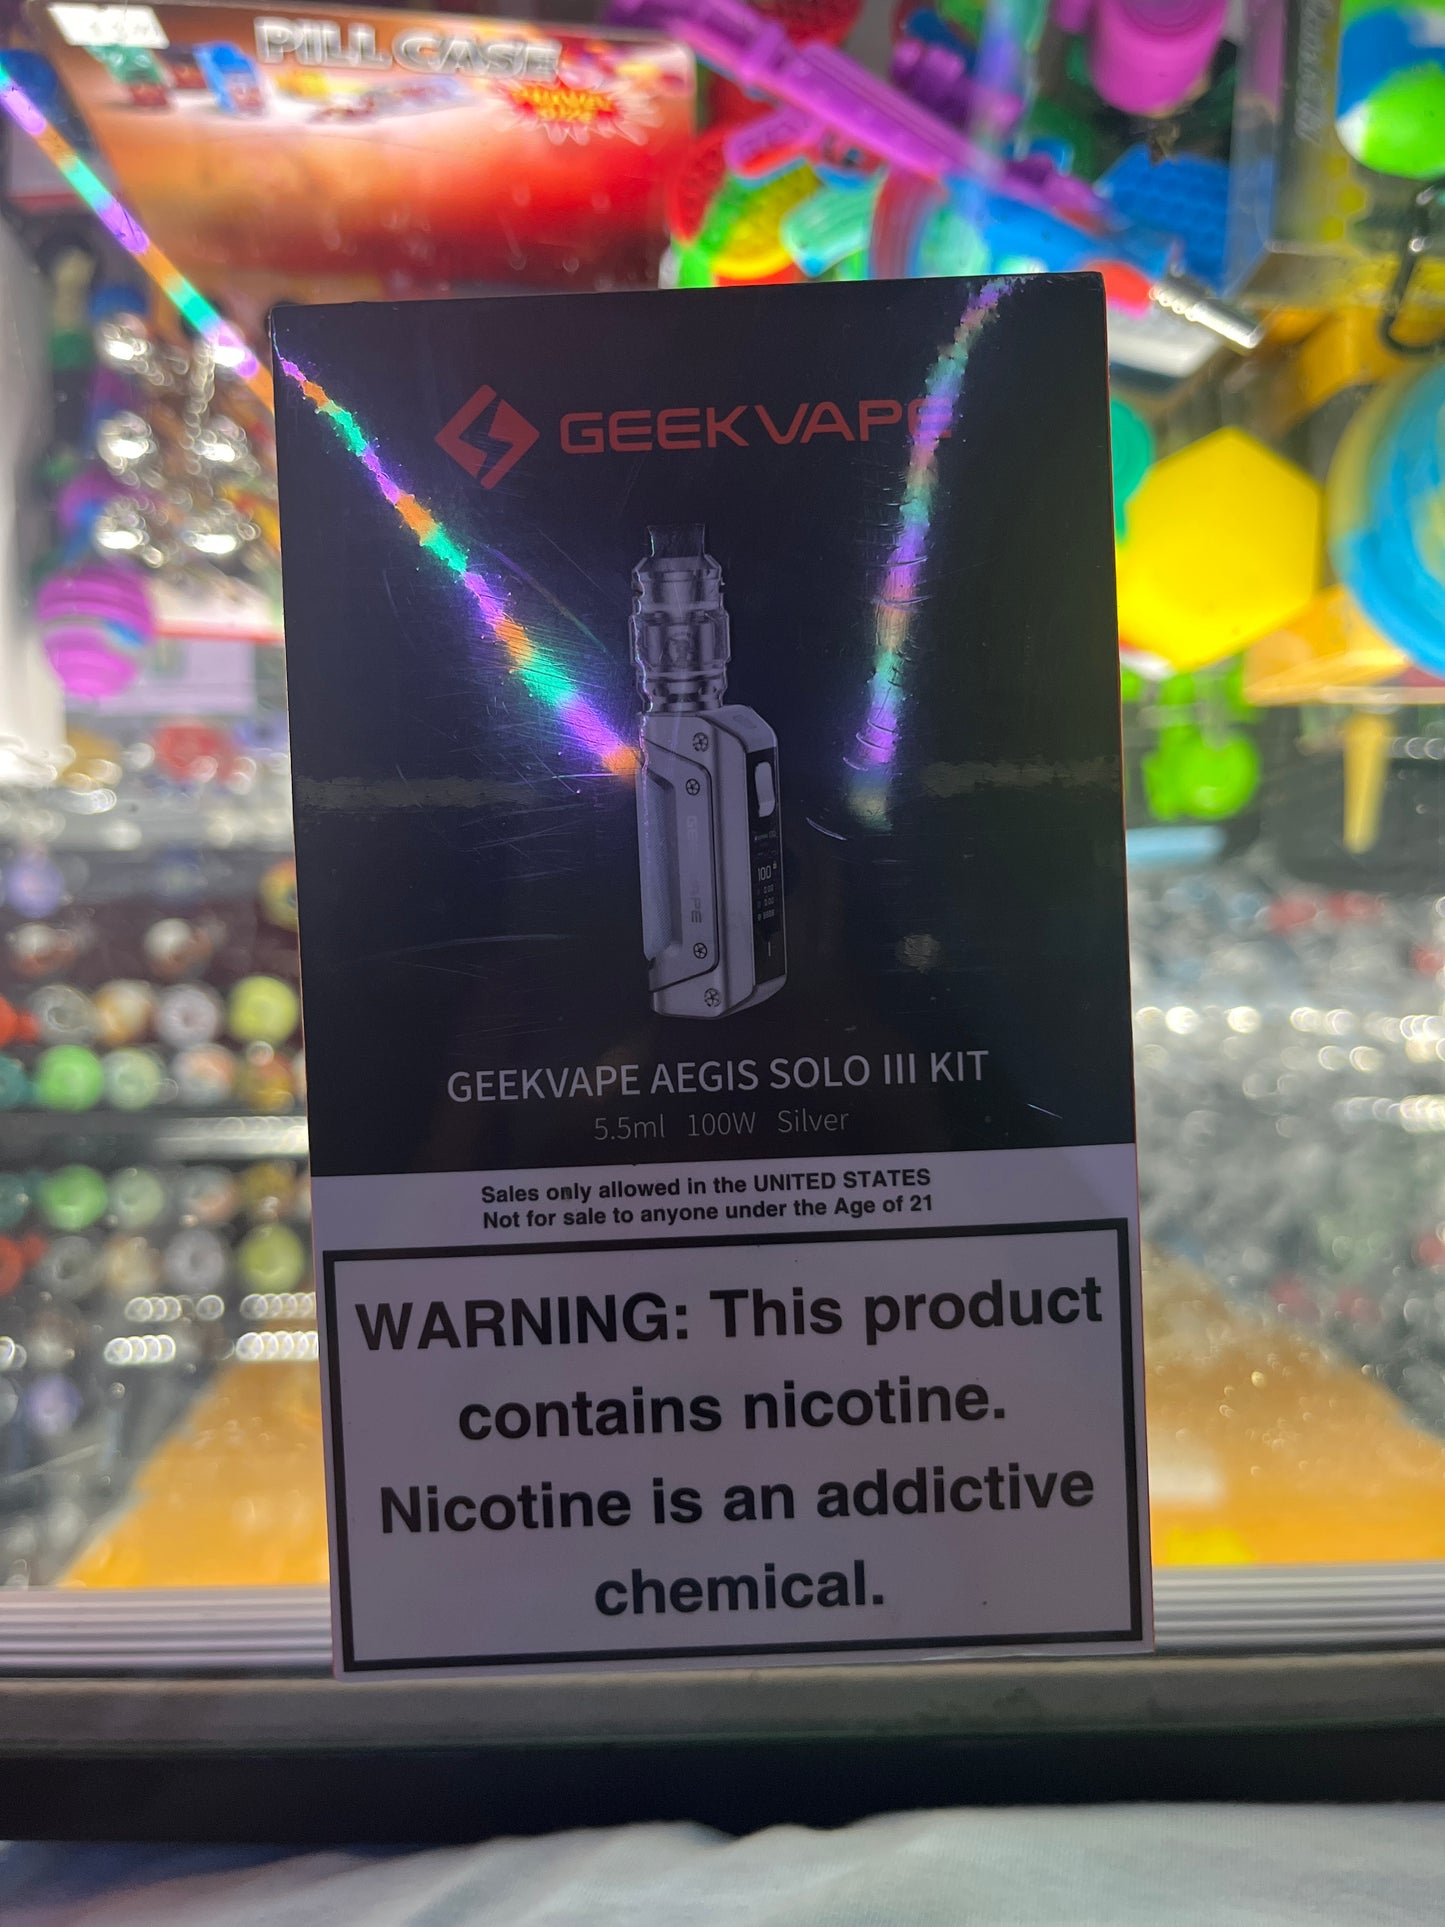 PILL CASE
GEEKVAPE
100
GEEKVAPE AEGIS SOLO III KIT
5.5ml 100W Silver
Sales only allowed in the UNITED STATES
Not for sale to anyone under the Age of 21
WARNING: This product
contains nicotine.
Nicotine is an addictive
chemical.